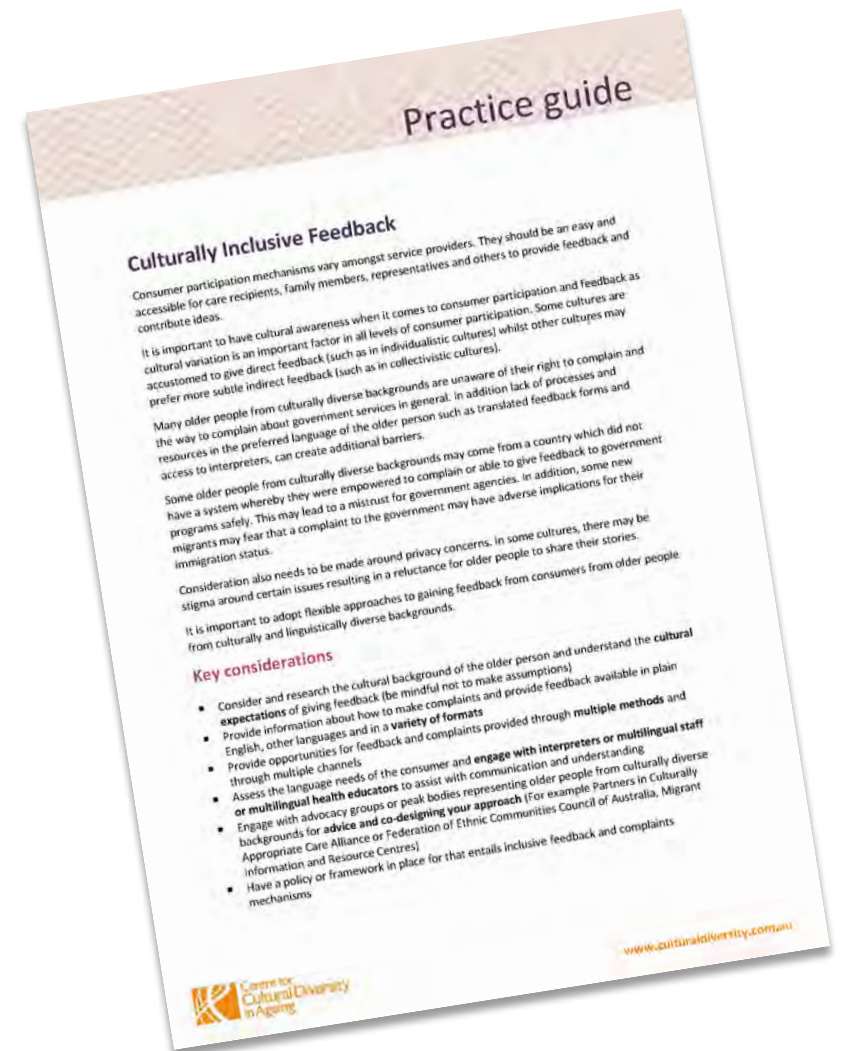 Practice guide
Culturally Inclusive Feedback
Consumer participation mechanisms vary amongst service providers. They should be an easy and
accessible for care recipients, family members, representatives and others to provide feedback and
contribute ideas.
It is important to have cultural awareness when it comes to consumer participation and feedback as
cultural variation is an important factor in all levels of consumer participation. Some cultures are
accustomed to give direct feedback (such as in individualistic cultures) whilst other cultures may
prefer more subtle indirect feedback (such as in collectivistic cultures).
Many older people from culturally diverse backgrounds are unaware of their right to complain and
the way to complain about government services in general. In addition lack of processes and
resources in the preferred language of the older person such as translated feedback forms and
access to interpreters, can create additional barriers.
Some older people from culturally diverse backgrounds may come from a country which did not
have a system whereby they were empowered to complain or able to give feedback to government
programs safely. This may lead to a mistrust for government agencies. In addition, some new
migrants may fear that a complaint to the government may have adverse implications for their
immigration status.
Consideration also needs to be made around privacy concerns. In some cultures, there may be
stigma around certain issues resulting in a reluctance for older people to share their stories.
It is important to adopt flexible approaches to gaining feedback from consumers from older people
from culturally and linguistically diverse backgrounds.
Key considerations
▪ Consider and research the cultural background of the older person and understand the cultural
expectations of giving feedback (be mindful not to make assumptions)
▪ Provide information about how to make complaints and provide feedback available in plain
English, other languages and in a variety of formats
▪ Provide opportunities for feedback and complaints provided through multiple methods and
through multiple channels
▪ Assess the language needs of the consumer and engage with interpreters or multilingual staff
or multilingual health educators to assist with communication and understanding
▪ Engage with advocacy groups or peak bodies representing older people from culturally diverse
backgrounds for advice and co-designing your approach (For example Partners in Culturally
Appropriate Care Alliance or Federation of Ethnic Communities Council of Australia, Migrant
Information and Resource Centres)
▪ Have a policy or framework in place for that entails inclusive feedback and complaints
mechanisms
www.culturaldiversity.com.au
Centre for
Cultural Diversity
in Ageing